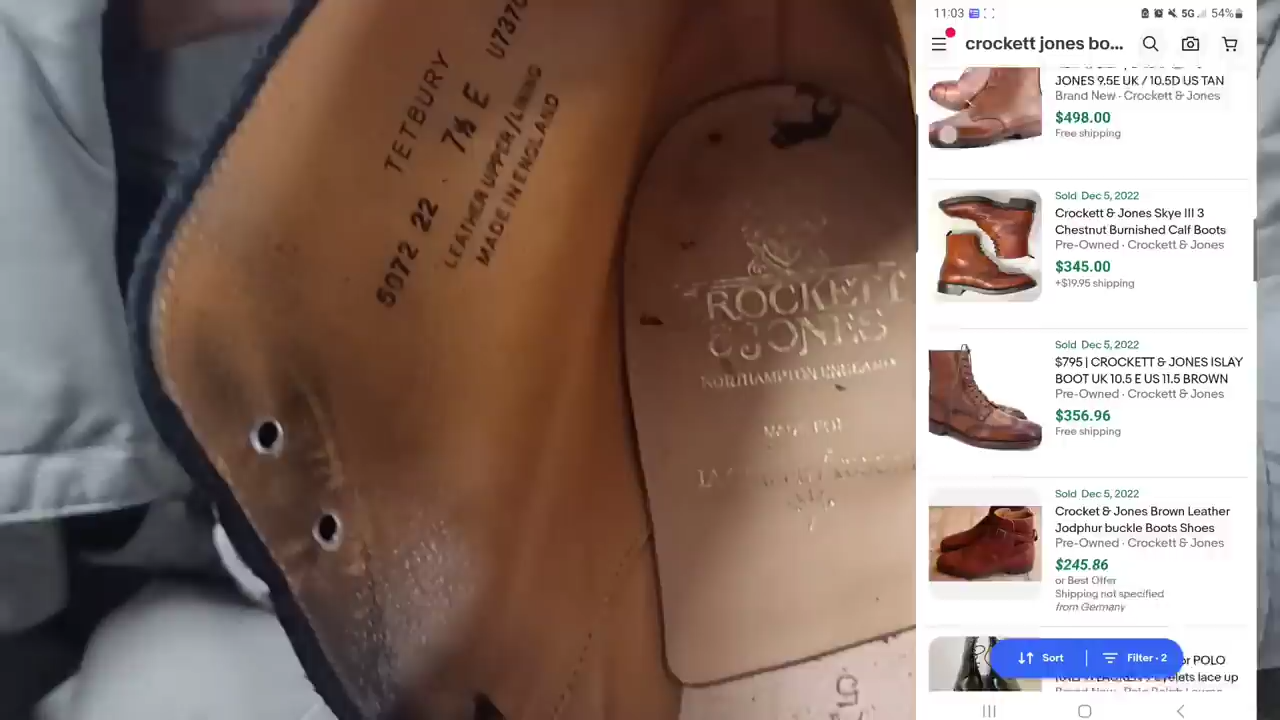 TETBURY
7½ E
5072 22
LEATHER UPPER/LINING
MADE IN ENGLAND
ROCKETT
& JONES
NORTHAMPTON ENGLAND
11:03
5G
54%
crockett jones bo...
JONES 9.5E UK / 10.5D US TAN
Brand New · Crockett & Jones
$498.00
Free shipping
Sold Dec 5, 2022
Crockett & Jones Skye III 3
Chestnut Burnished Calf Boots
Pre-Owned · Crockett & Jones
$345.00
+$19.95 shipping
Sold Dec 5, 2022
$795 | CROCKETT & JONES ISLAY
BOOT UK 10.5 E US 11.5 BROWN
Pre-Owned · Crockett & Jones
$356.96
Free shipping
Sold Dec 5, 2022
Crocket & Jones Brown Leather
Jodphur buckle Boots Shoes
Pre-Owned · Crockett & Jones
$245.86
or Best Offer
Shipping not specified
from Germany
or POLO
lace up
Sort
Filter · 2